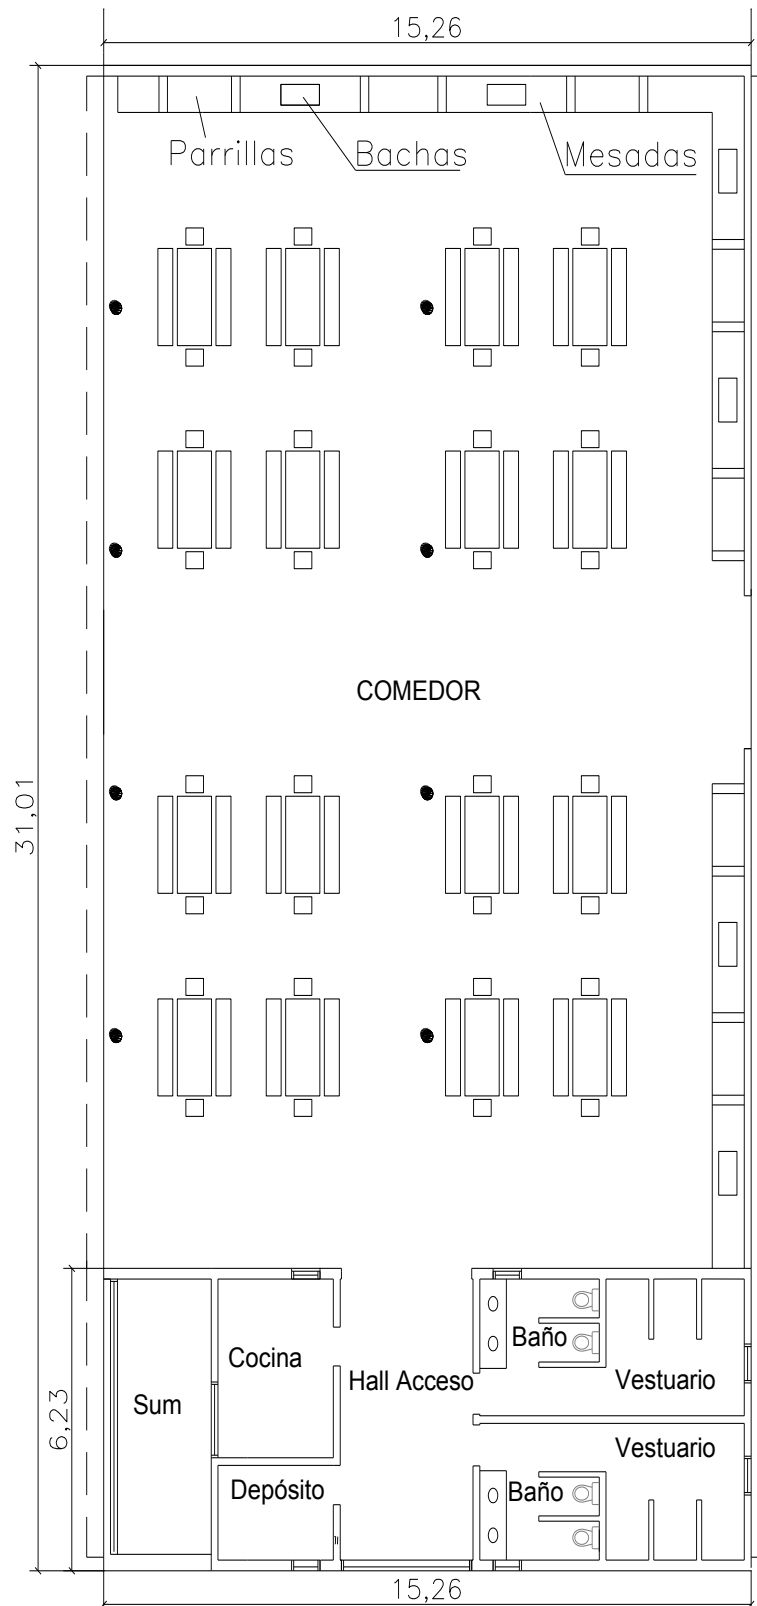 15,26
Parrillas
Bachas
Mesadas
COMEDOR
31,01
6,23
Sum
Cocina
Hall Acceso
Baño
Vestuario
Vestuario
Depósito
Baño
15,26